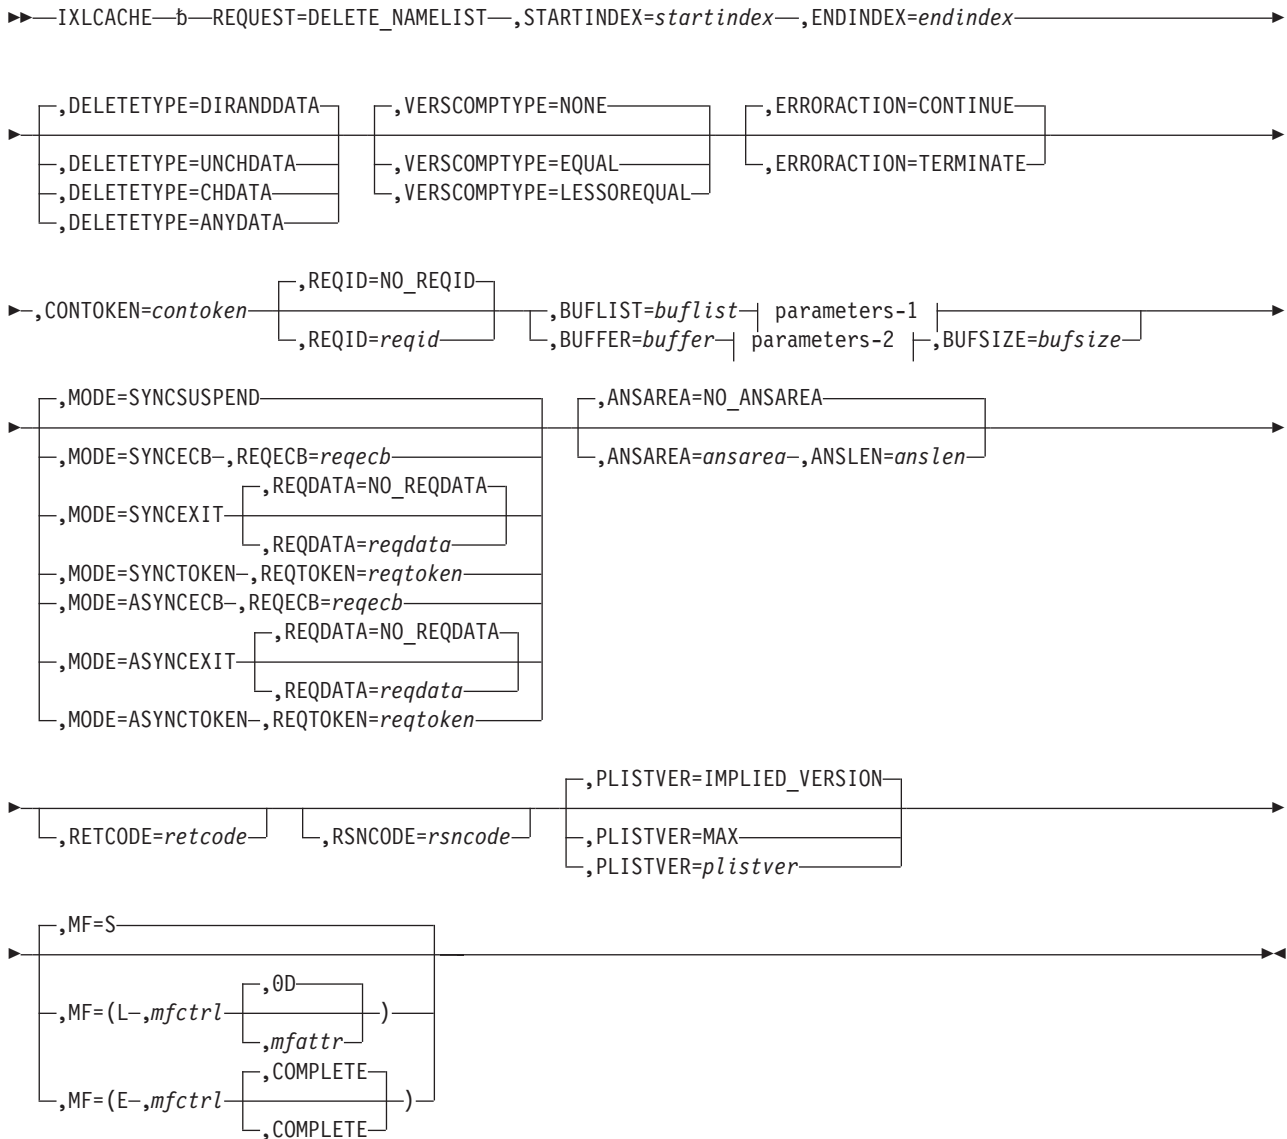 IXLCACHE ␢ REQUEST=DELETE_NAMELIST ,STARTINDEX=startindex ,ENDINDEX=endindex
,DELETETYPE=DIRANDDATA ,VERSCOMPTYPE=NONE ,ERRORACTION=CONTINUE
,DELETETYPE=UNCHDATA ,VERSCOMPTYPE=EQUAL ,ERRORACTION=TERMINATE
,DELETETYPE=CHDATA ,VERSCOMPTYPE=LESSOREQUAL
,DELETETYPE=ANYDATA
,REQID=NO_REQID
,CONTOKEN=contoken ,BUFLIST=buflist parameters-1
,REQID=reqid ,BUFFER=buffer parameters-2 ,BUFSIZE=bufsize
,MODE=SYNCSUSPEND ,ANSAREA=NO_ANSAREA
,MODE=SYNCECB ,REQECB=reqecb ,ANSAREA=ansarea ,ANSLEN=anslen
,REQDATA=NO_REQDATA
,MODE=SYNCEXIT
,REQDATA=reqdata
,MODE=SYNCTOKEN ,REQTOKEN=reqtoken
,MODE=ASYNCECB ,REQECB=reqecb
,REQDATA=NO_REQDATA
,MODE=ASYNCEXIT
,REQDATA=reqdata
,MODE=ASYNCTOKEN ,REQTOKEN=reqtoken
,PLISTVER=IMPLIED_VERSION
,RETCODE=retcode ,RSNCODE=rsncode ,PLISTVER=MAX
,PLISTVER=plistver
,MF=S
,0D
,MF=(L ,mfctrl )
,mfattr
,COMPLETE
,MF=(E ,mfctrl )
,COMPLETE